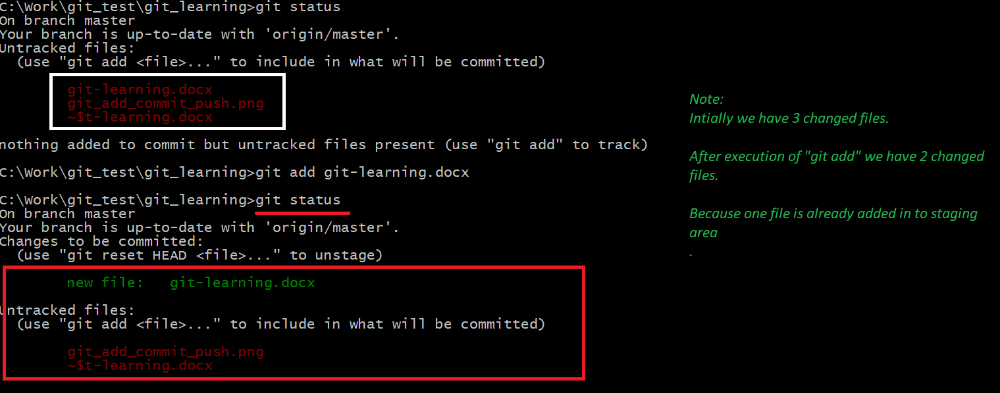 C:\Work\git_test\git_learning>git status
On branch master
Your branch is up-to-date with 'origin/master'.
Untracked files:
  (use "git add <file>..." to include in what will be committed)
git-learning.docx
git_add_commit_push.png
~$t-learning.docx
nothing added to commit but untracked files present (use "git add" to track)
C:\Work\git_test\git_learning>git add git-learning.docx
C:\Work\git_test\git_learning>git status
On branch master
Your branch is up-to-date with 'origin/master'.
Changes to be committed:
  (use "git reset HEAD <file>..." to unstage)
new file:   git-learning.docx
Untracked files:
  (use "git add <file>..." to include in what will be committed)
git_add_commit_push.png
~$t-learning.docx
Note:
Intially we have 3 changed files.
After execution of "git add" we have 2 changed
files.
Because one file is already added in to staging
area
.